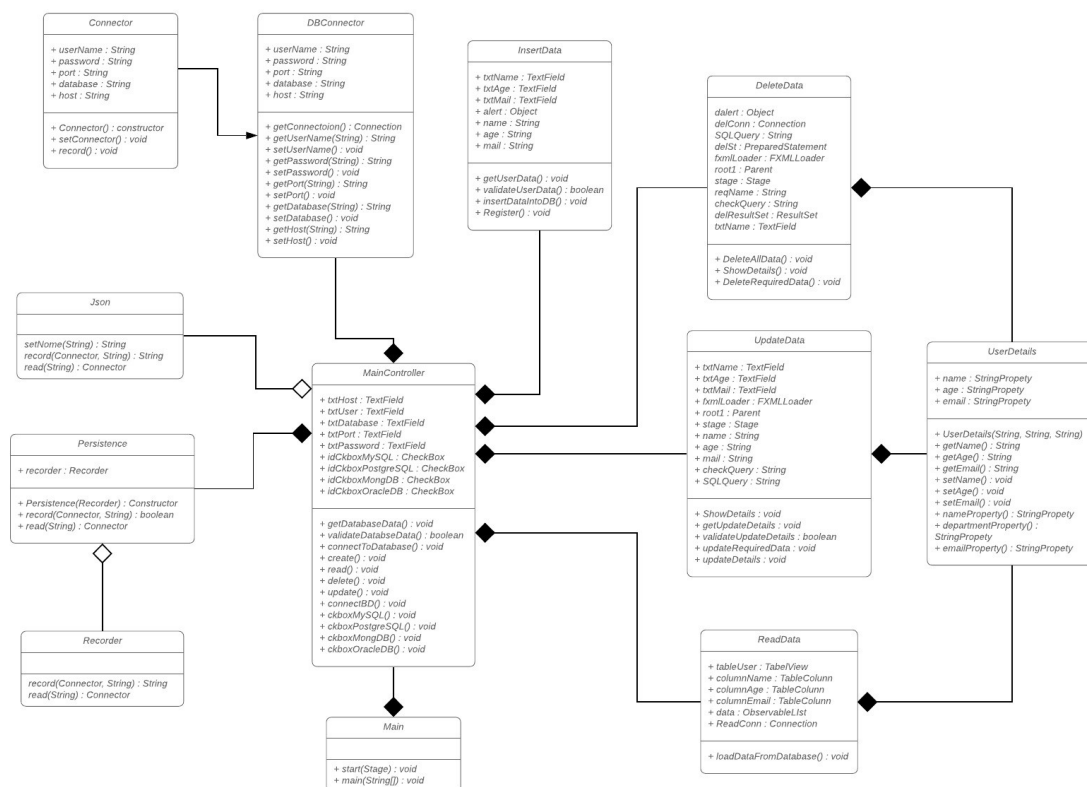 Connector
+ userName : String
+ password : String
+ port : String
+ database : String
+ host : String
+ Connector() : constructor
+ setConnector() : void
+ record() : void
DBConnector
+ userName : String
+ password : String
+ port : String
+ database : String
+ host : String
+ getConnectoion() : Connection
+ getUserName(String) : String
+ setUserName() : void
+ getPassword(String) : String
+ setPassword() : void
+ getPort(String) : String
+ setPort() : void
+ getDatabase(String) : String
+ setDatabase() : void
+ getHost(String) : String
+ setHost() : void
InsertData
+ txtName : TextField
+ txtAge : TextField
+ txtMail : TextField
+ alert : Object
+ name : String
+ age : String
+ mail : String
+ getUserData() : void
+ validateUserData() : boolean
+ insertDataIntoDB() : void
+ Register() : void
DeleteData
dalert : Object
delConn : Connection
SQLQuery : String
delSt : PreparedStatement
fxmlLoader : FXMLLoader
root1 : Parent
stage : Stage
reqName : String
checkQuery : String
delResultSet : ResultSet
txtName : TextField
+ DeleteAllData() : void
+ ShowDetails() : void
+ DeleteRequiredData() : void
Json
setNome(String) : String
record(Connector, String) : String
read(String) : Connector
MainController
+ txtHost : TextField
+ txtUser : TextField
+ txtDatabase : TextField
+ txtPort : TextField
+ txtPassword : TextField
+ idCkboxMySQL : CheckBox
+ idCkboxPostgreSQL : CheckBox
+ idCkboxMongDB : CheckBox
+ idCkboxOracleDB : CheckBox
+ getDatabaseData() : void
+ validateDatabseData() : boolean
+ connectToDatabase() : void
+ create() : void
+ read() : void
+ delete() : void
+ update() : void
+ connectBD() : void
+ ckboxMySQL() : void
+ ckboxPostgreSQL() : void
+ ckboxMongDB() : void
+ ckboxOracleDB() : void
UpdateData
+ txtName : TextField
+ txtAge : TextField
+ txtMail : TextField
+ fxmlLoader : FXMLLoader
+ root1 : Parent
+ stage : Stage
+ name : String
+ age : String
+ mail : String
+ checkQuery : String
+ SQLQuery : String
+ ShowDetails : void
+ getUpdateDetails : void
+ validateUpdateDetails : boolean
+ updateRequiredData : void
+ updateDetails : void
UserDetails
+ name : StringPropety
+ age : StringPropety
+ email : StringPropety
+ UserDetails(String, String, String)
+ getName() : String
+ getAge() : String
+ getEmail() : String
+ setName() : void
+ setAge() : void
+ setEmail() : void
+ nameProperty() : StringPropety
+ departmentProperty() :
StringPropety
+ emailProperty() : StringPropety
Persistence
+ recorder : Recorder
+ Persistence(Recorder) : Constructor
+ record(Connector, String) : boolean
+ read(String) : Connector
Recorder
record(Connector, String) : String
read(String) : Connector
Main
+ start(Stage) : void
+ main(String[]) : void
ReadData
+ tableUser : TabelView
+ columnName : TableColunn
+ columnAge : TableColunn
+ columnEmail : TableColunn
+ data : ObservableLIst
+ ReadConn : Connection
+ loadDataFromDatabase() : void